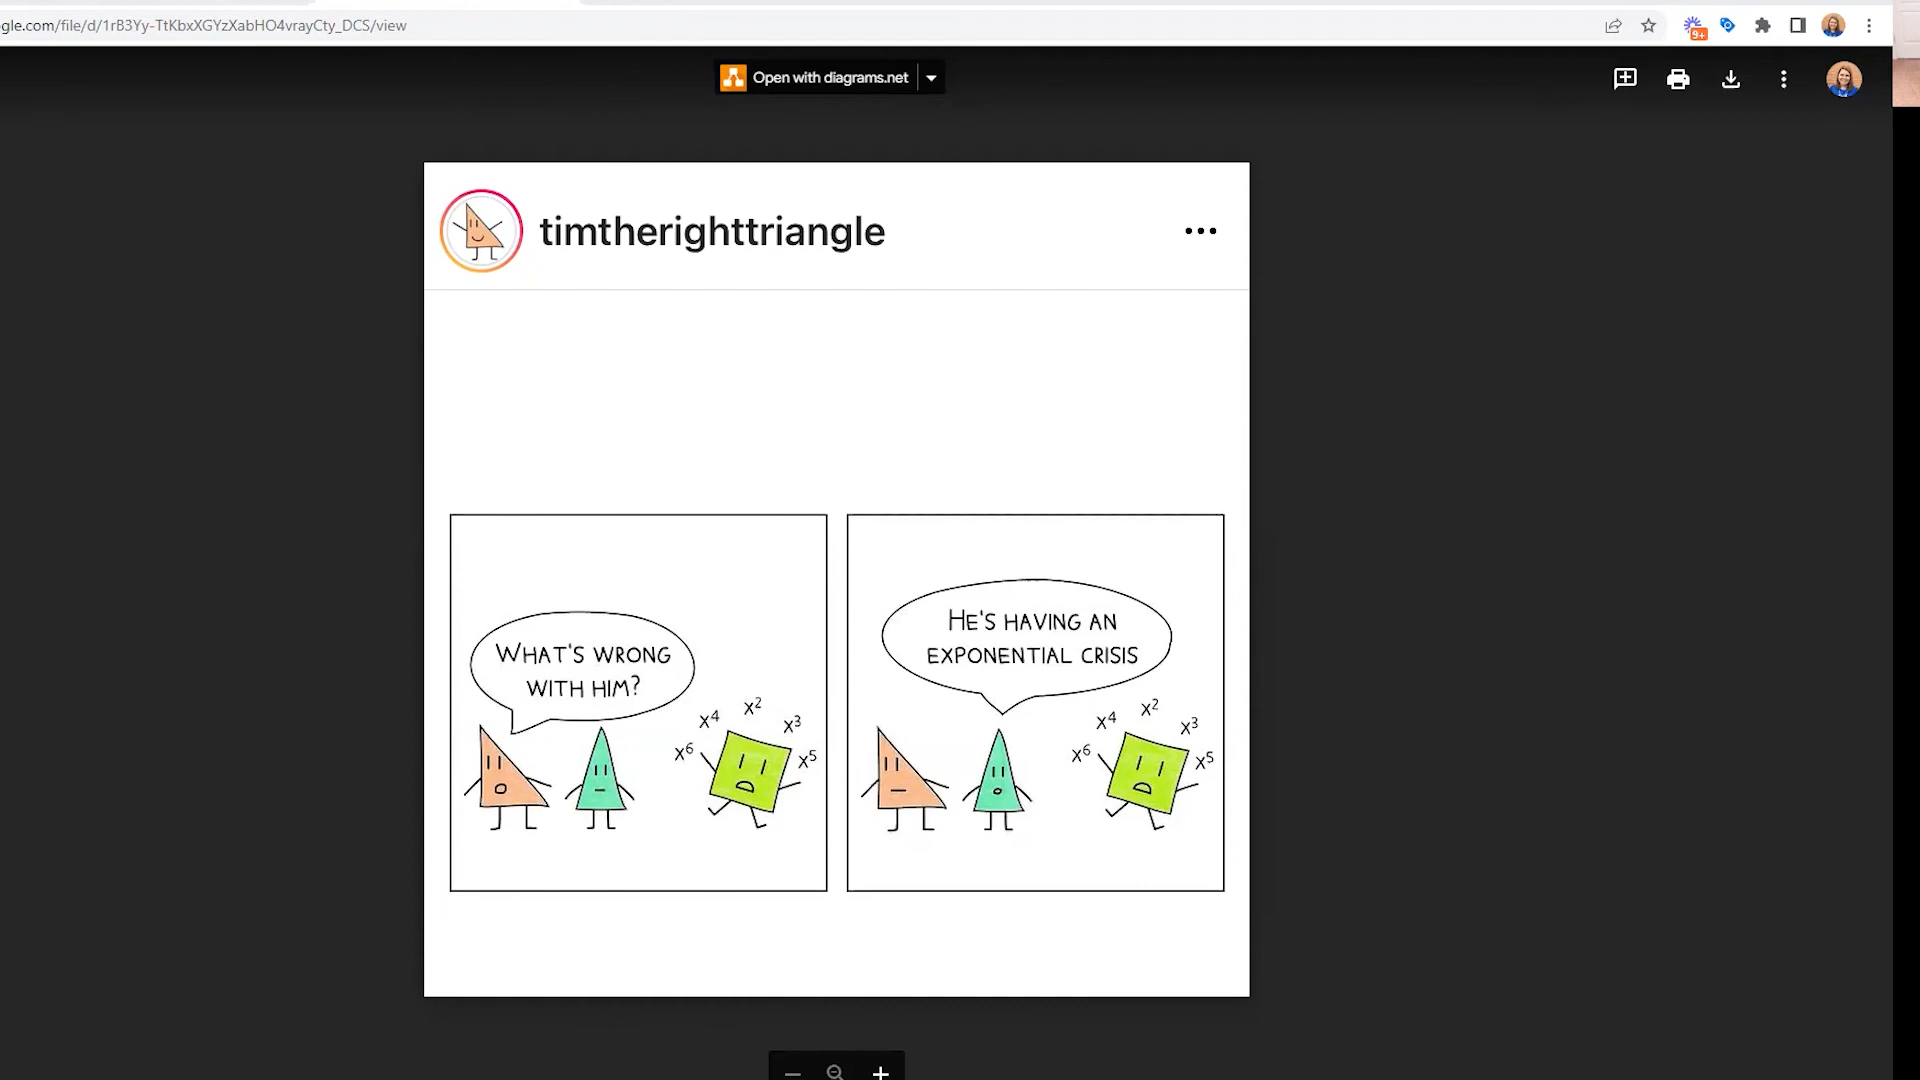 gle.com/file/d/1rB3Yy-TtKbxXGYzXabHO4vrayCty_DCS/view
9+
Open with diagrams.net
timtherighttriangle
WHAT'S WRONG
WITH HIM?
x⁶ x⁴ x² x³ x⁵
HE'S HAVING AN
EXPONENTIAL CRISIS
x⁶ x⁴ x² x³ x⁵